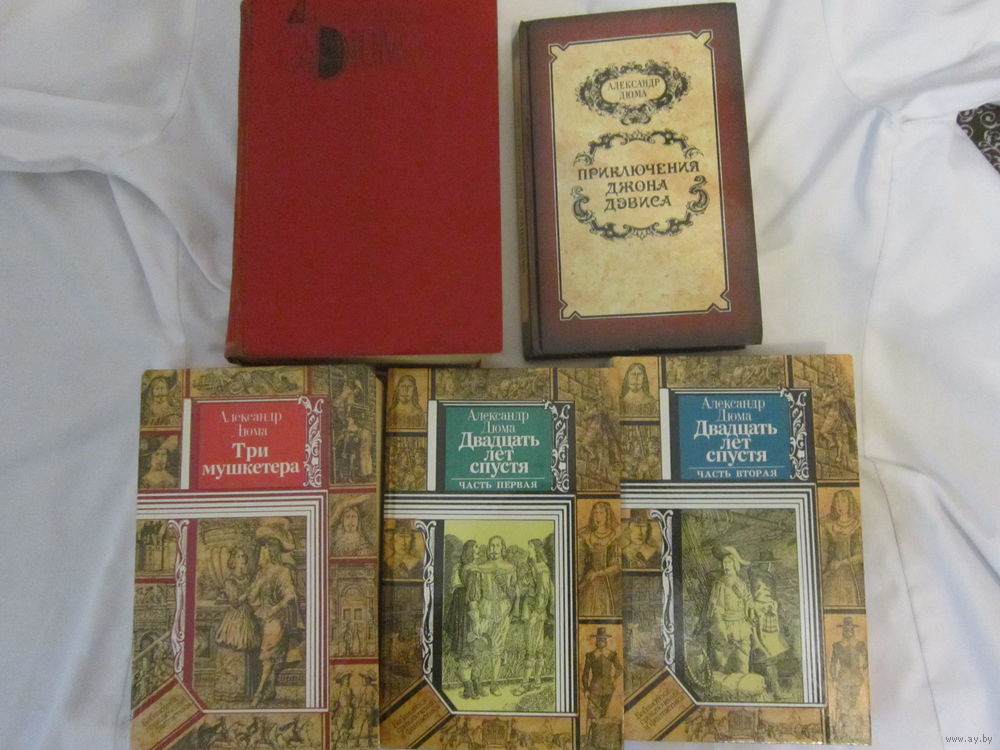 Дюма
АЛЕКСАНДР
ДЮМА
ПРИКЛЮЧЕНИЯ
ДЖОНА
ДЭВИСА
Александр
Дюма
Три
мушкетера
Александр
Дюма
Двадцать
лет
спустя
ЧАСТЬ ПЕРВАЯ
Александр
Дюма
Двадцать
лет
спустя
ЧАСТЬ ВТОРАЯ
© www.ay.by